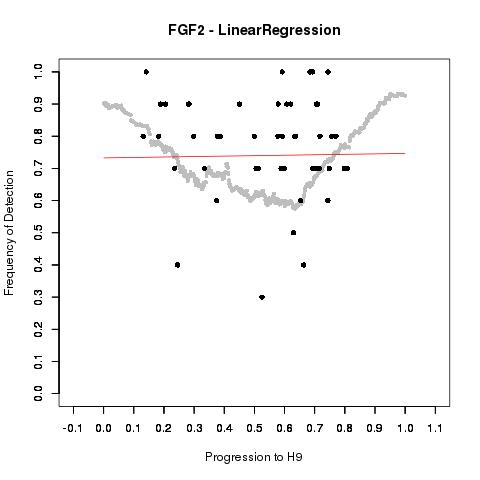 FGF2 - LinearRegression
Frequency of Detection
1.0
0.9
0.8
0.7
0.6
0.5
0.4
0.3
0.2
0.1
0.0
-0.1 0.0 0.1 0.2 0.3 0.4 0.5 0.6 0.7 0.8 0.9 1.0 1.1
Progression to H9